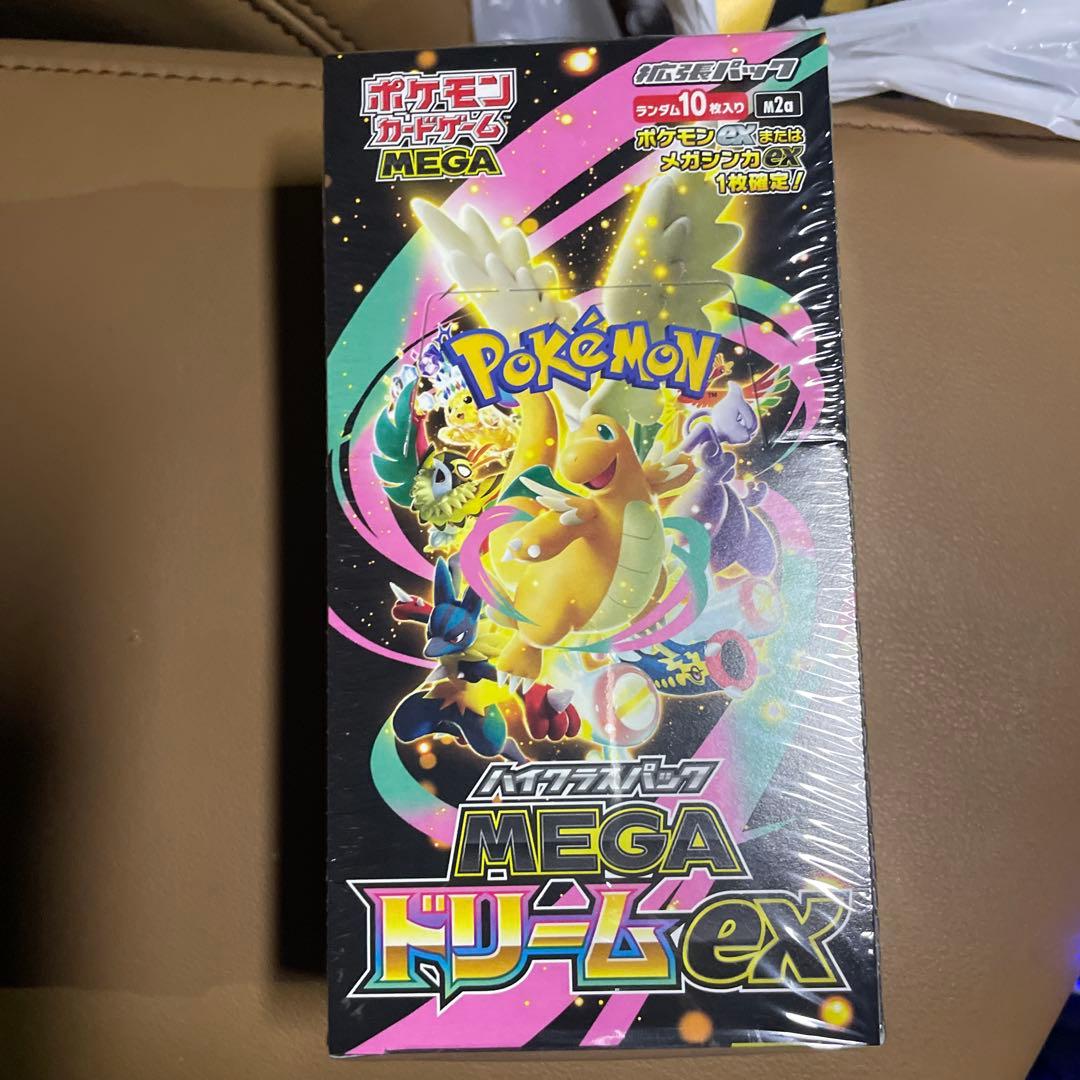 ポケモン
カードゲーム™
MEGA
拡張パック
ランダム10枚入り M2a
ポケモンexまたは
メガシンカex
1枚確定!
POKéMON™
ハイクラスパック
MEGA
ドリームex